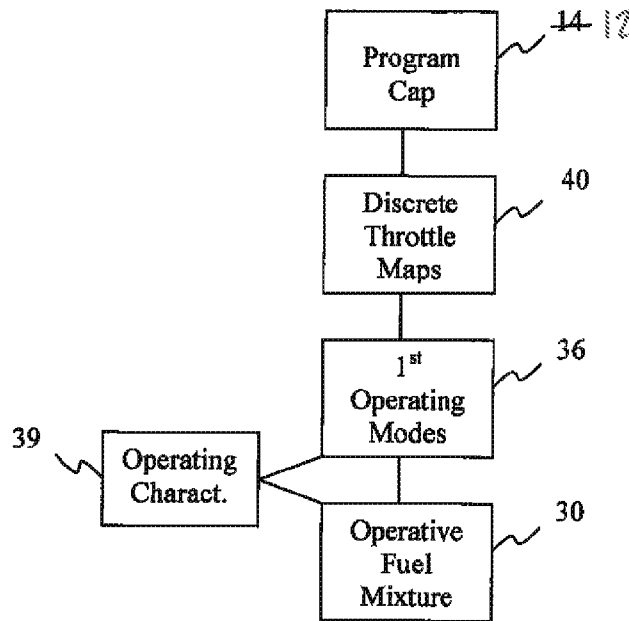 14 12
Program
Cap
40
Discrete
Throttle
Maps
36
1st
Operating
Modes
39
Operating
Charact.
30
Operative
Fuel
Mixture